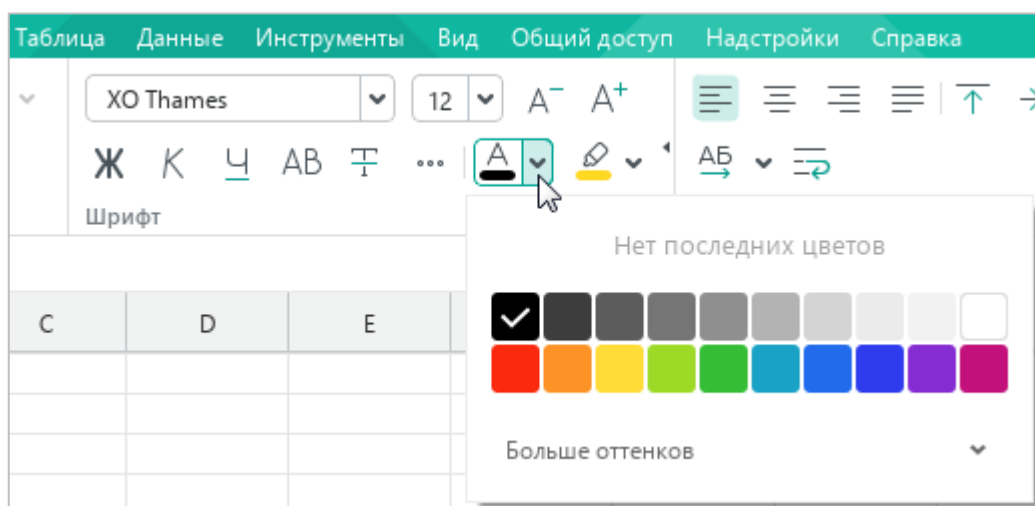 Таблица Данные Инструменты Вид Общий доступ Надстройки Справка
XO Thames 12 A⁻ A⁺
Ж К Ч АВ Т А АБ
Шрифт
Нет последних цветов
C D E
Больше оттенков